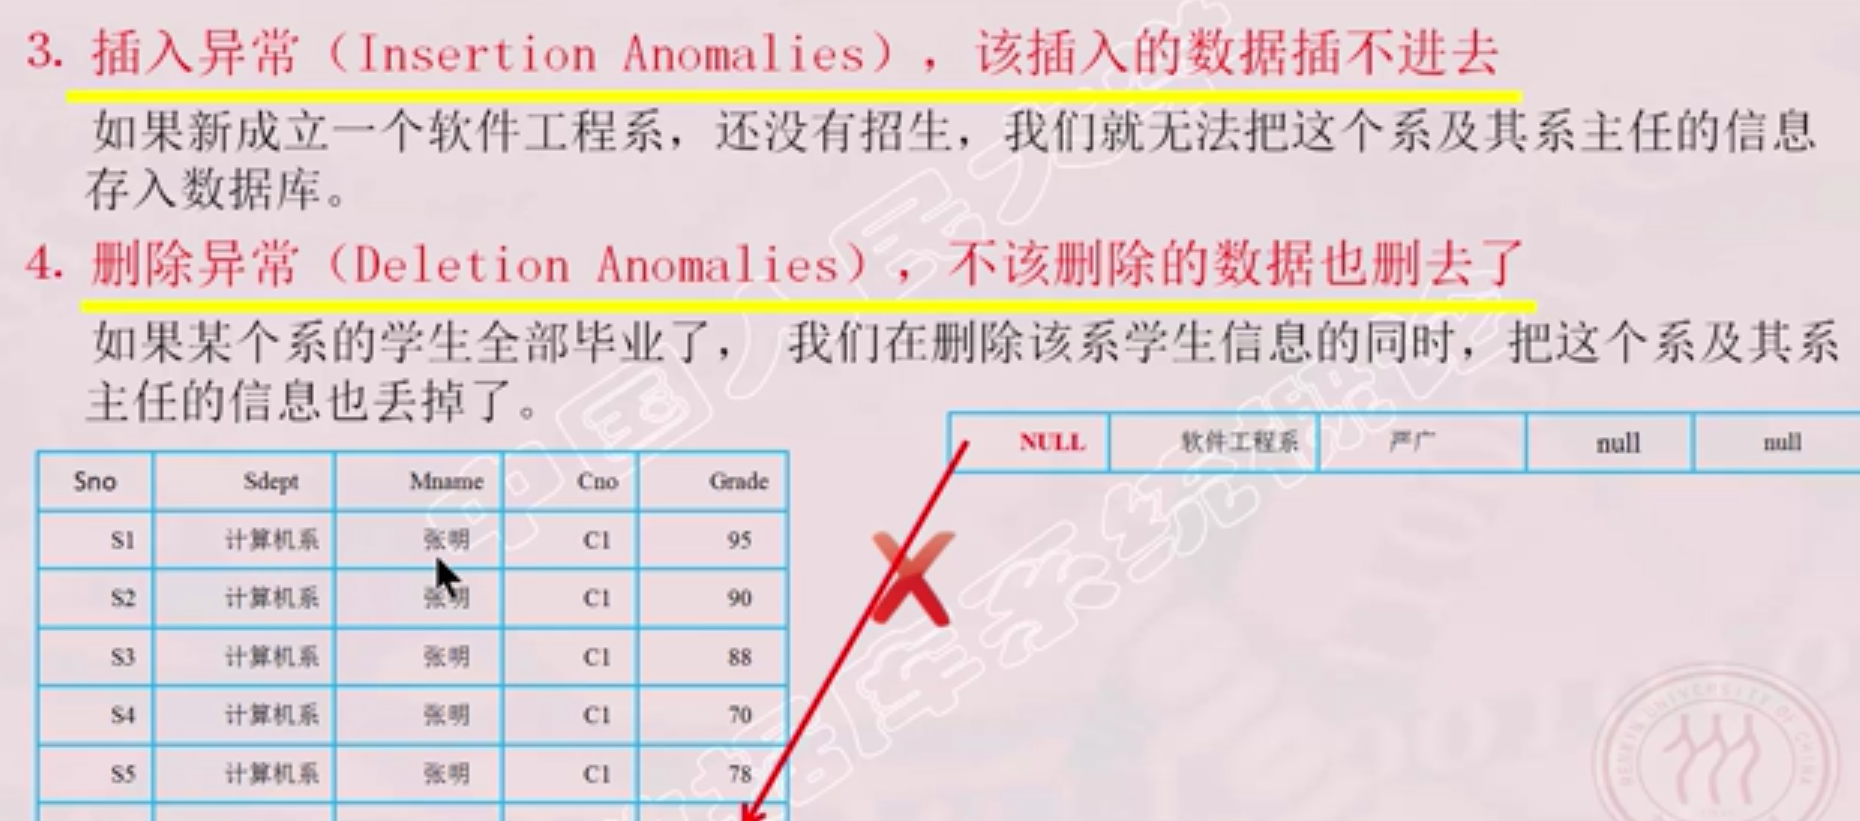 3. 插入异常（Insertion Anomalies），该插入的数据插不进去
如果新成立一个软件工程系，还没有招生，我们就无法把这个系及其系主任的信息
存入数据库。
4. 删除异常（Deletion Anomalies），不该删除的数据也删去了
如果某个系的学生全部毕业了， 我们在删除该系学生信息的同时，把这个系及其系
主任的信息也丢掉了。
NULL 软件工程系 严广 null null
Sno Sdept Mname Cno Grade
S1 计算机系 张明 C1 95
S2 计算机系 张明 C1 90
S3 计算机系 张明 C1 88
S4 计算机系 张明 C1 70
S5 计算机系 张明 C1 78